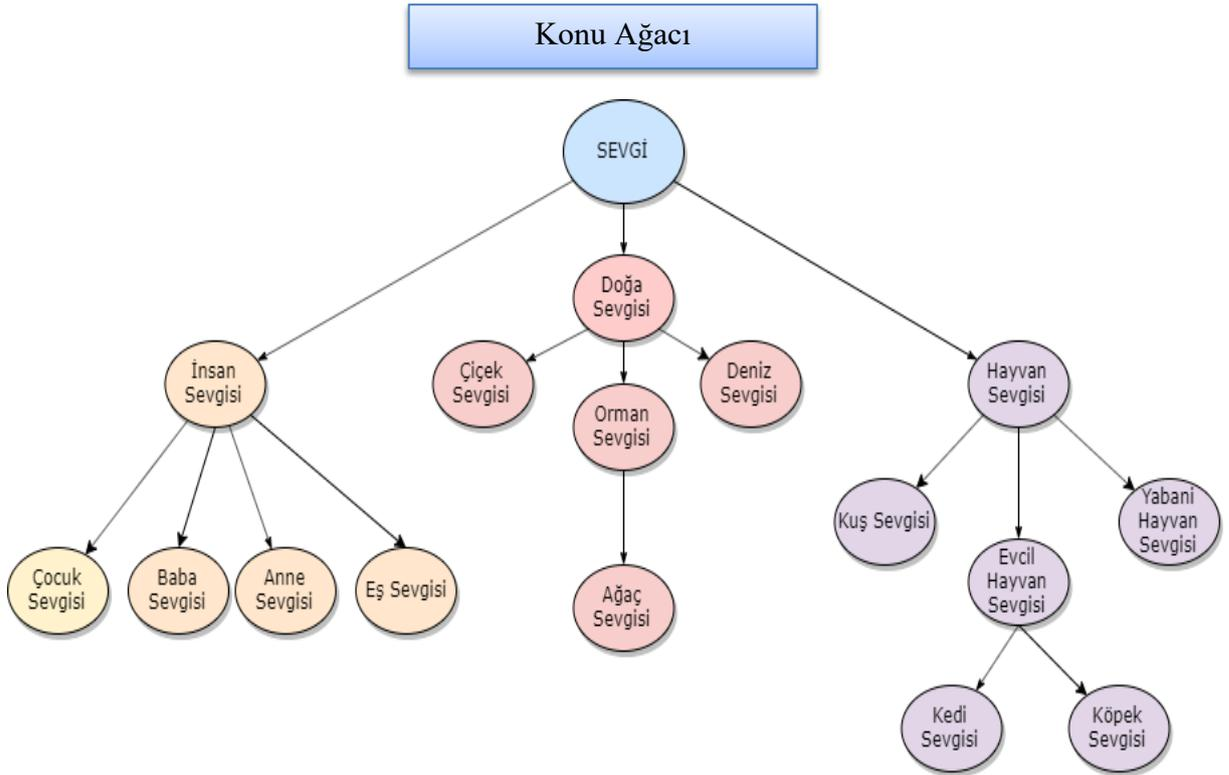 Konu Ağacı
SEVGİ
Doğa
Sevgisi
İnsan
Sevgisi
Çiçek
Sevgisi
Orman
Sevgisi
Deniz
Sevgisi
Hayvan
Sevgisi
Çocuk
Sevgisi
Baba
Sevgisi
Anne
Sevgisi
Eş Sevgisi
Ağaç
Sevgisi
Kuş Sevgisi
Evcil
Hayvan
Sevgisi
Yabani
Hayvan
Sevgisi
Kedi
Sevgisi
Köpek
Sevgisi